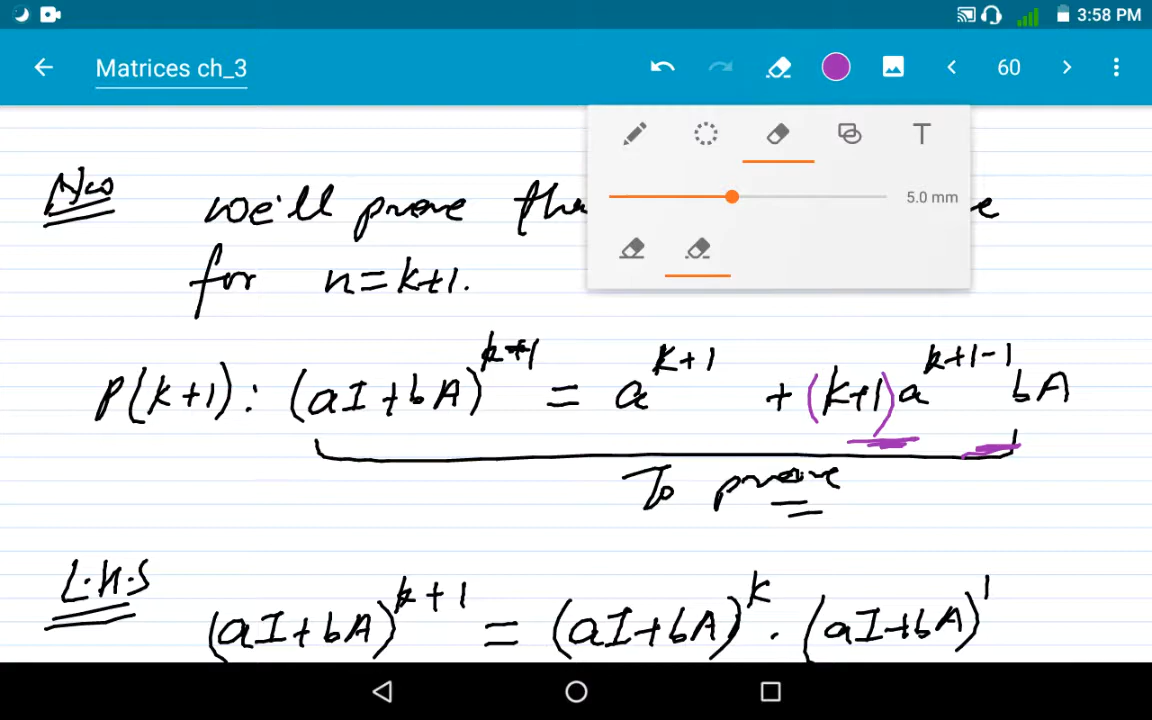 3:58 PM
Matrices ch_3
60
T
5.0 mm
Now we'll prove
for n=k+1.
P(k+1): (aI+bA)^{k+1} = a^{k+1} + (k+1)a^{k+1-1} bA
To prove
L.H.S
(aI+bA)^{k+1} = (aI+bA)^k . (aI+bA)^1